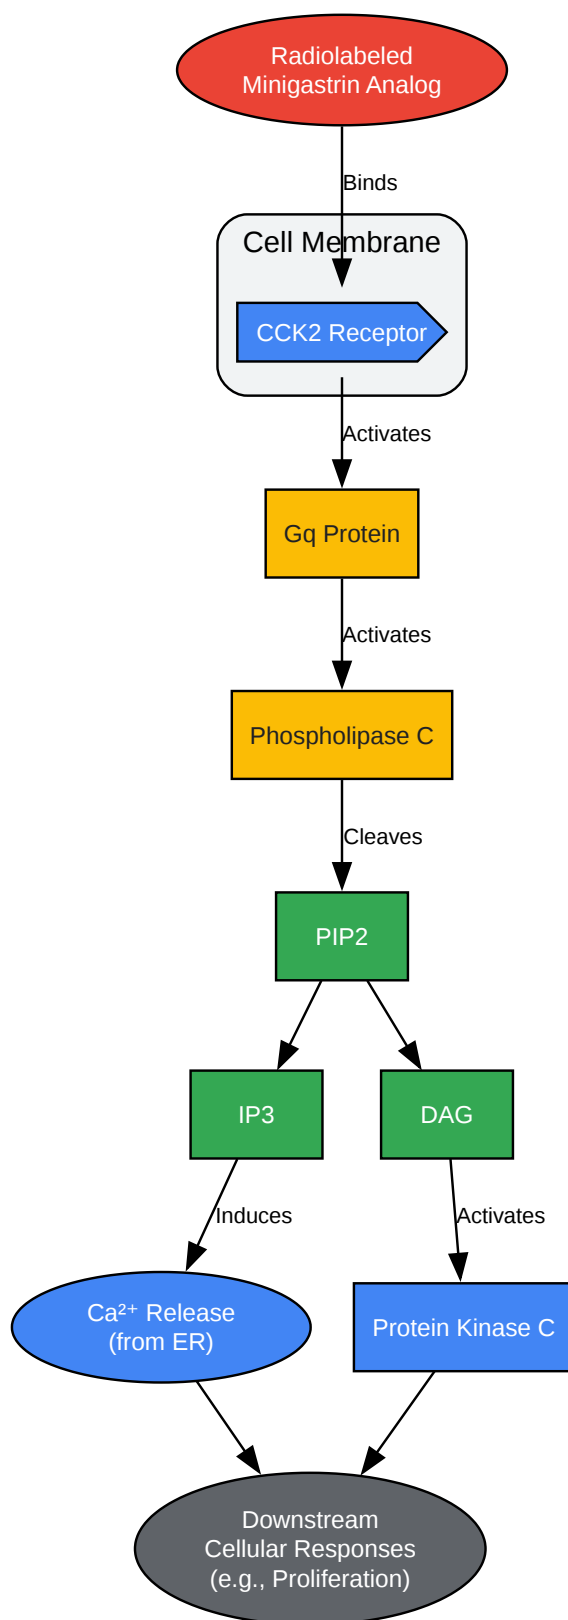 Radiolabeled
Minigastrin Analog
Binds
Cell Membrane
CCK2 Receptor
Activates
Gq Protein
Activates
Phospholipase C
Cleaves
PIP2
IP3
DAG
Induces
Activates
Ca²⁺ Release
(from ER)
Protein Kinase C
Downstream
Cellular Responses
(e.g., Proliferation)